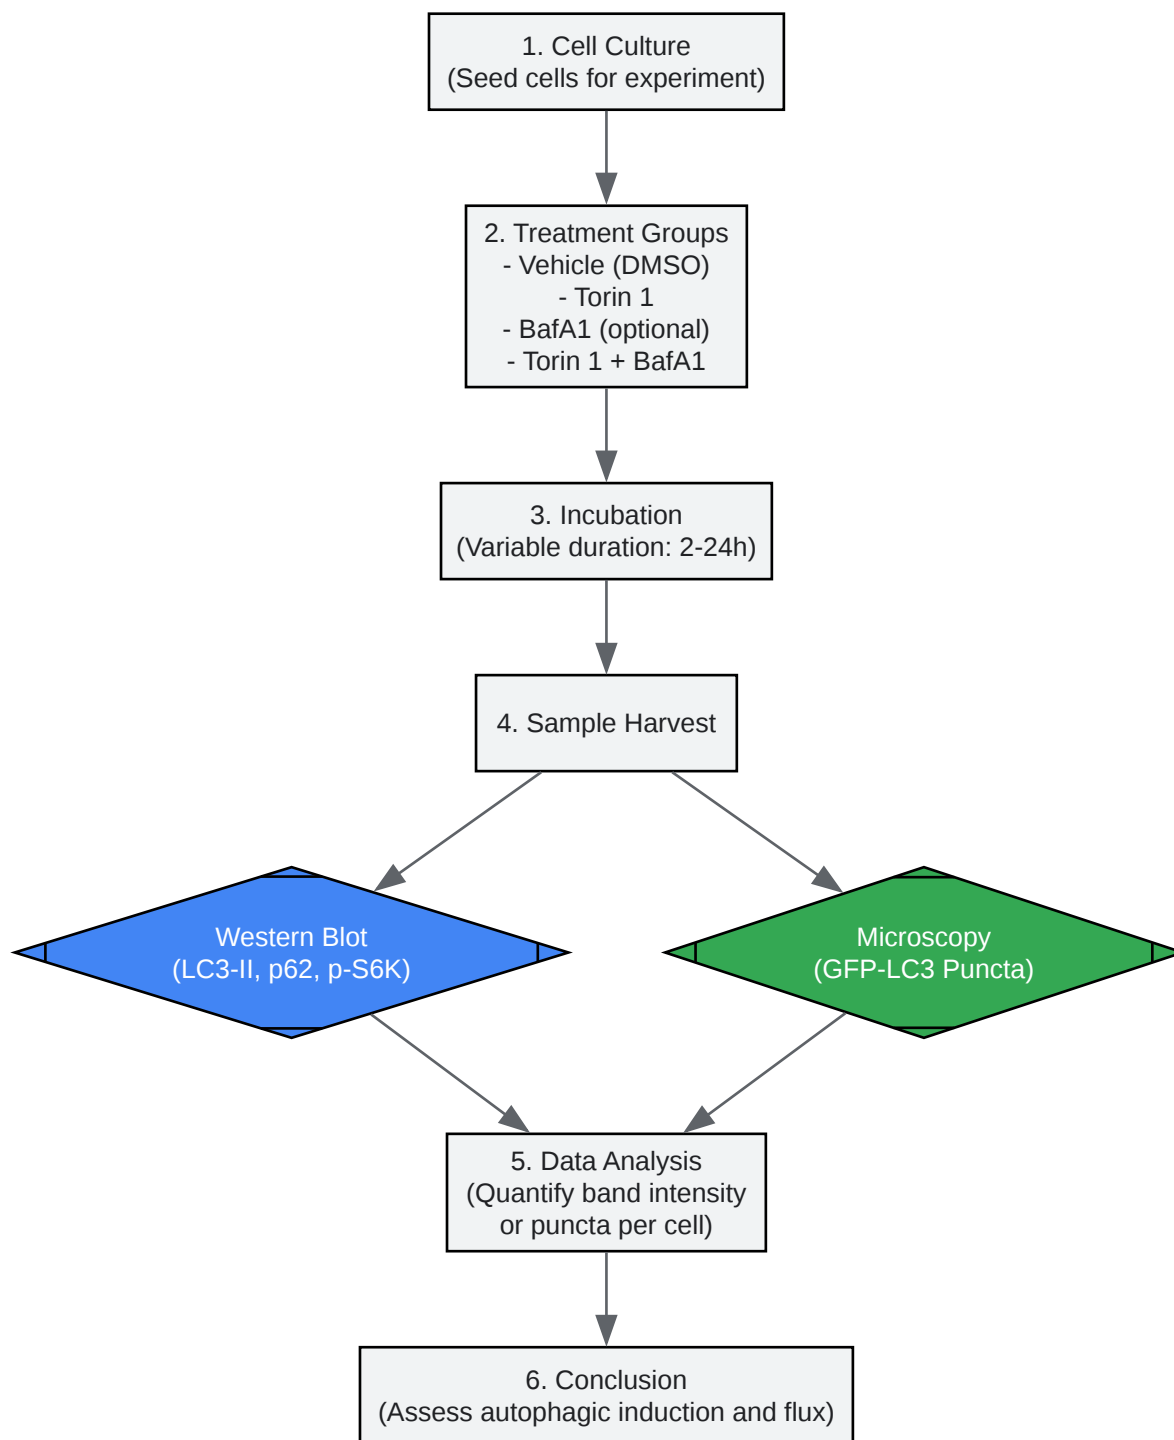 1. Cell Culture
(Seed cells for experiment)
2. Treatment Groups
- Vehicle (DMSO)
- Torin 1
- BafA1 (optional)
- Torin 1 + BafA1
3. Incubation
(Variable duration: 2-24h)
4. Sample Harvest
Western Blot
(LC3-II, p62, p-S6K)
Microscopy
(GFP-LC3 Puncta)
5. Data Analysis
(Quantify band intensity
or puncta per cell)
6. Conclusion
(Assess autophagic induction and flux)